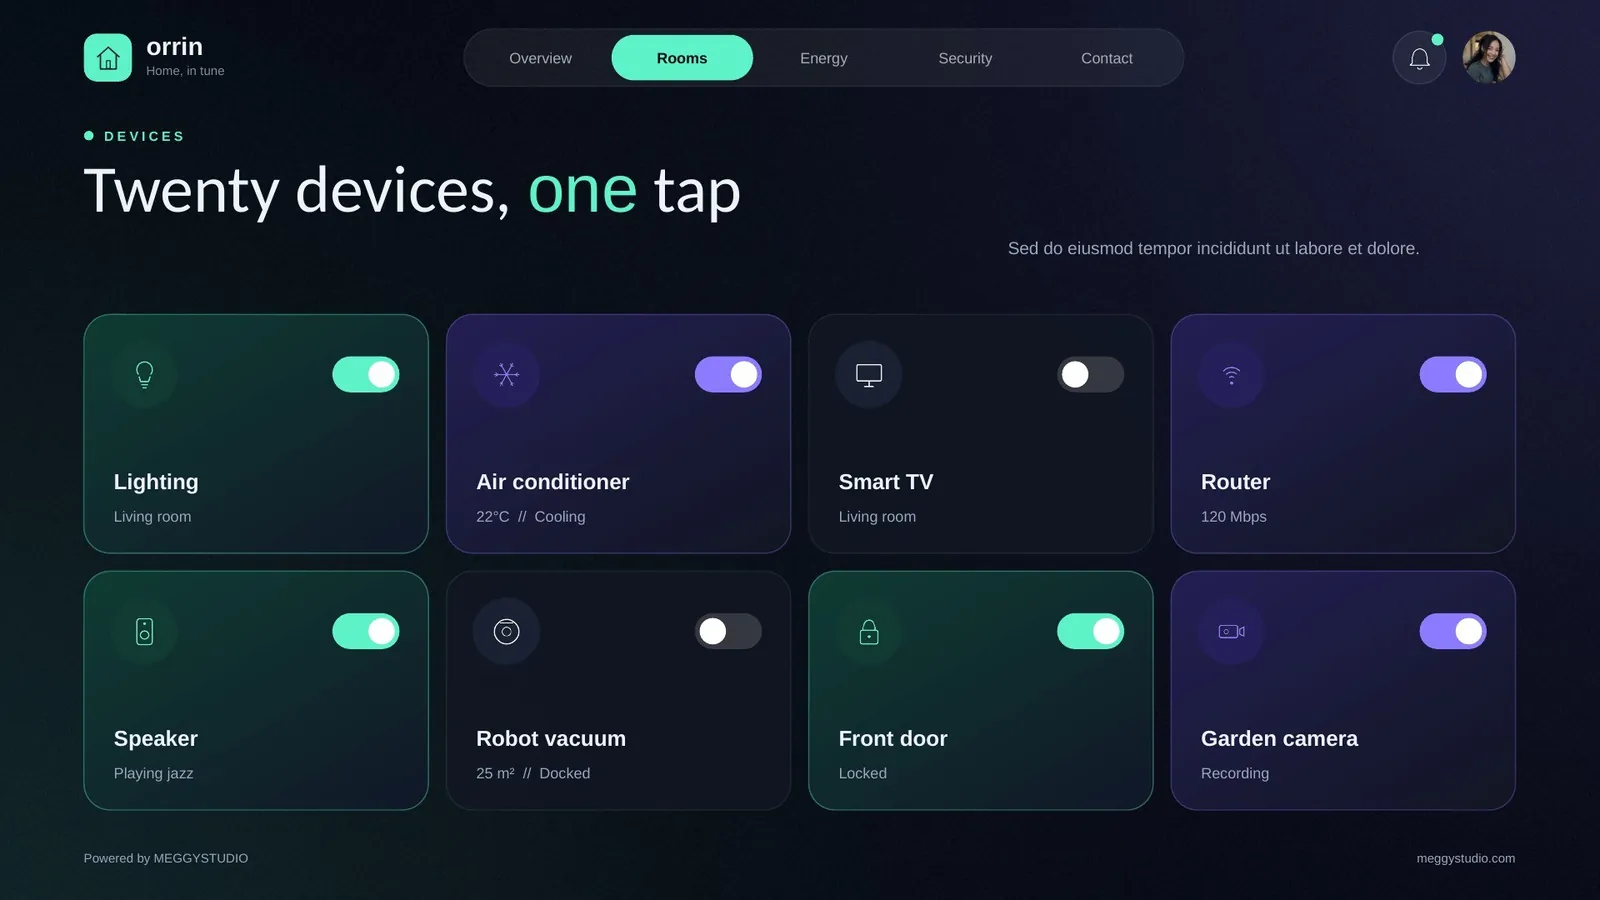 orrin
Home, in tune
Overview
Rooms
Energy
Security
Contact
DEVICES
Twenty devices, one tap
Sed do eiusmod tempor incididunt ut labore et dolore.
Lighting
Living room
Air conditioner
22°C // Cooling
Smart TV
Living room
Router
120 Mbps
Speaker
Playing jazz
Robot vacuum
25 m² // Docked
Front door
Locked
Garden camera
Recording
Powered by MEGGYSTUDIO
meggystudio.com